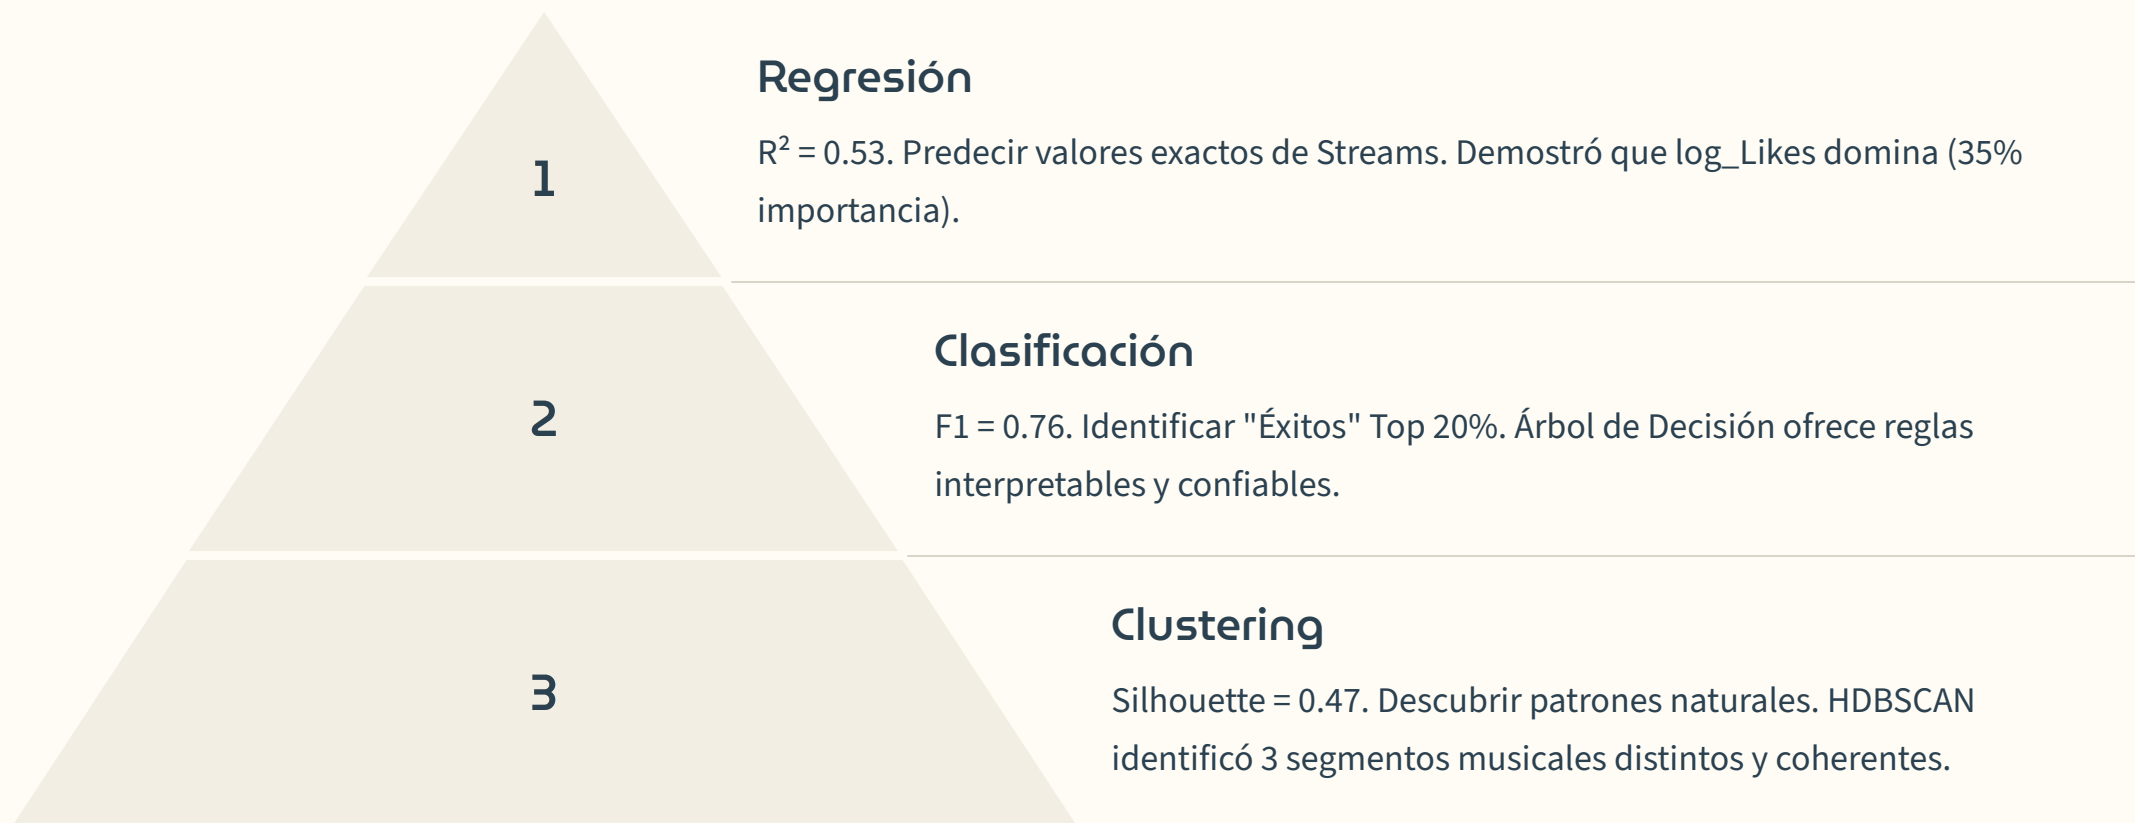 Regresión
R² = 0.53. Predecir valores exactos de Streams. Demostró que log_Likes domina (35%
importancia).
1
Clasificación
F1 = 0.76. Identificar "Éxitos" Top 20%. Árbol de Decisión ofrece reglas
interpretables y confiables.
2
Clustering
Silhouette = 0.47. Descubrir patrones naturales. HDBSCAN
identificó 3 segmentos musicales distintos y coherentes.
3